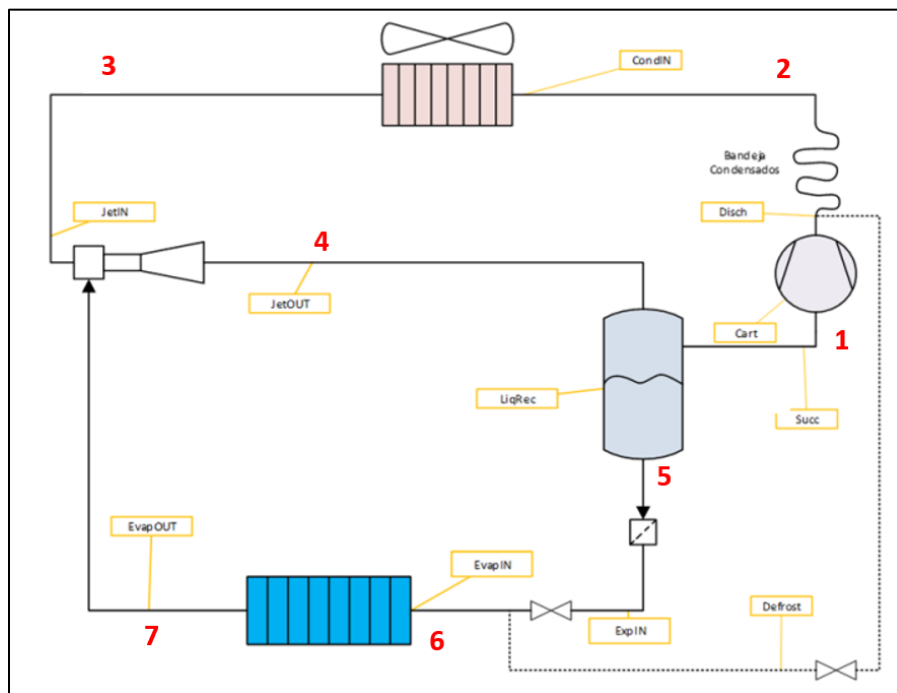 3
CondIN
2
Bandeja
Condensados
JetIN
Disch
4
JetOUT
Cart
1
LiqRec
Succ
5
EvapOUT
EvapIN
Defrost
ExpIN
7
6